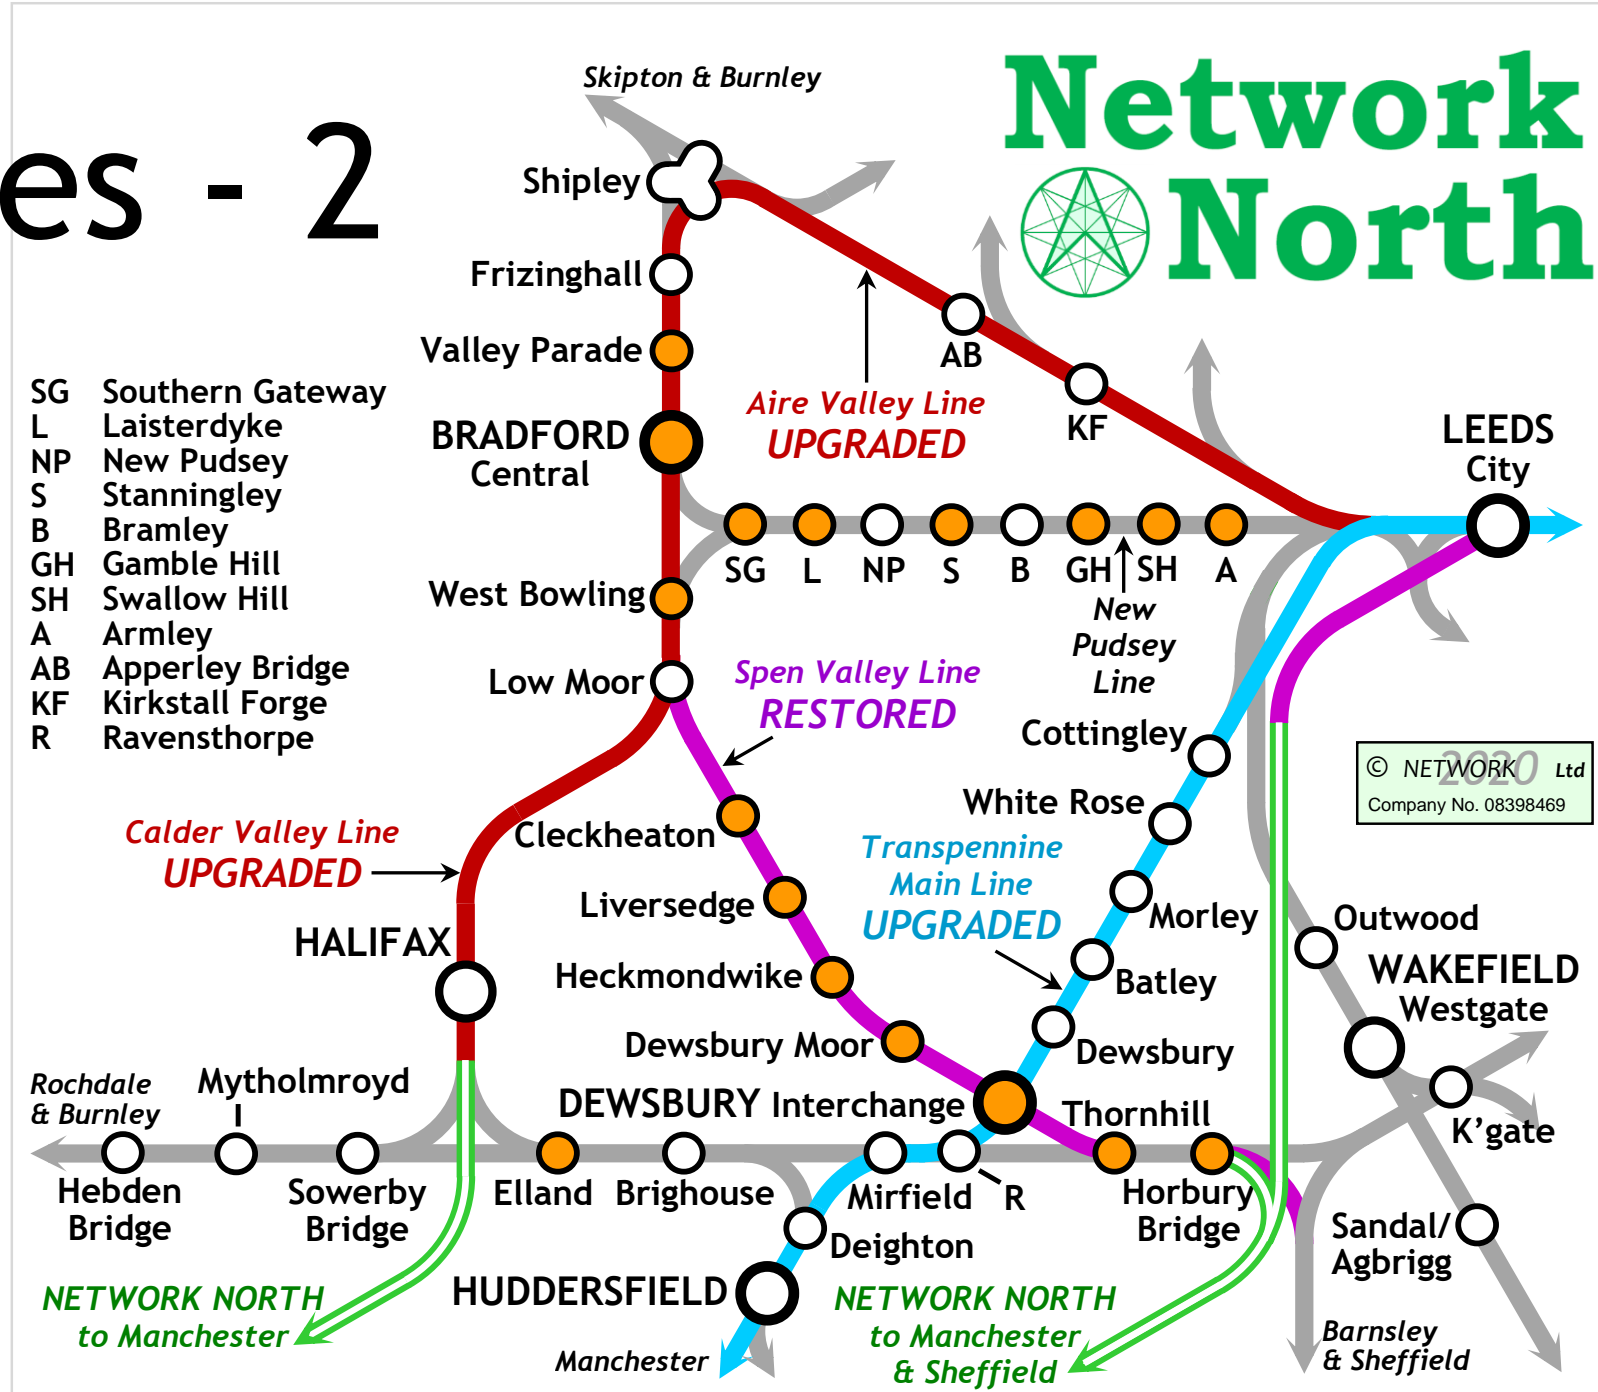 es - 2
Network
North
Skipton & Burnley
Shipley
Frizinghall
Valley Parade
BRADFORD
Central
AB
KF
Aire Valley Line
UPGRADED
LEEDS
City
SG Southern Gateway
L Laisterdyke
NP New Pudsey
S Stanningley
B Bramley
GH Gamble Hill
SH Swallow Hill
A Armley
AB Apperley Bridge
KF Kirkstall Forge
R Ravensthorpe
SG L NP S B GH SH A
New
Pudsey
Line
West Bowling
Low Moor
Spen Valley Line
RESTORED
Cottingley
White Rose
© NETWORK 2020 Ltd
Company No. 08398469
Calder Valley Line
UPGRADED
Cleckheaton
Transpennine
Main Line
UPGRADED
Liversedge
Morley
Outwood
HALIFAX
Heckmondwike
Batley
WAKEFIELD
Westgate
Dewsbury Moor
Dewsbury
Rochdale
& Burnley
Mytholmroyd
DEWSBURY Interchange
Thornhill
K'gate
Hebden
Bridge
Sowerby
Bridge
Elland
Brighouse
Mirfield
R
Horbury
Bridge
Deighton
Sandal/
Agbrigg
HUDDERSFIELD
NETWORK NORTH
to Manchester
NETWORK NORTH
to Manchester
& Sheffield
Manchester
Barnsley
& Sheffield